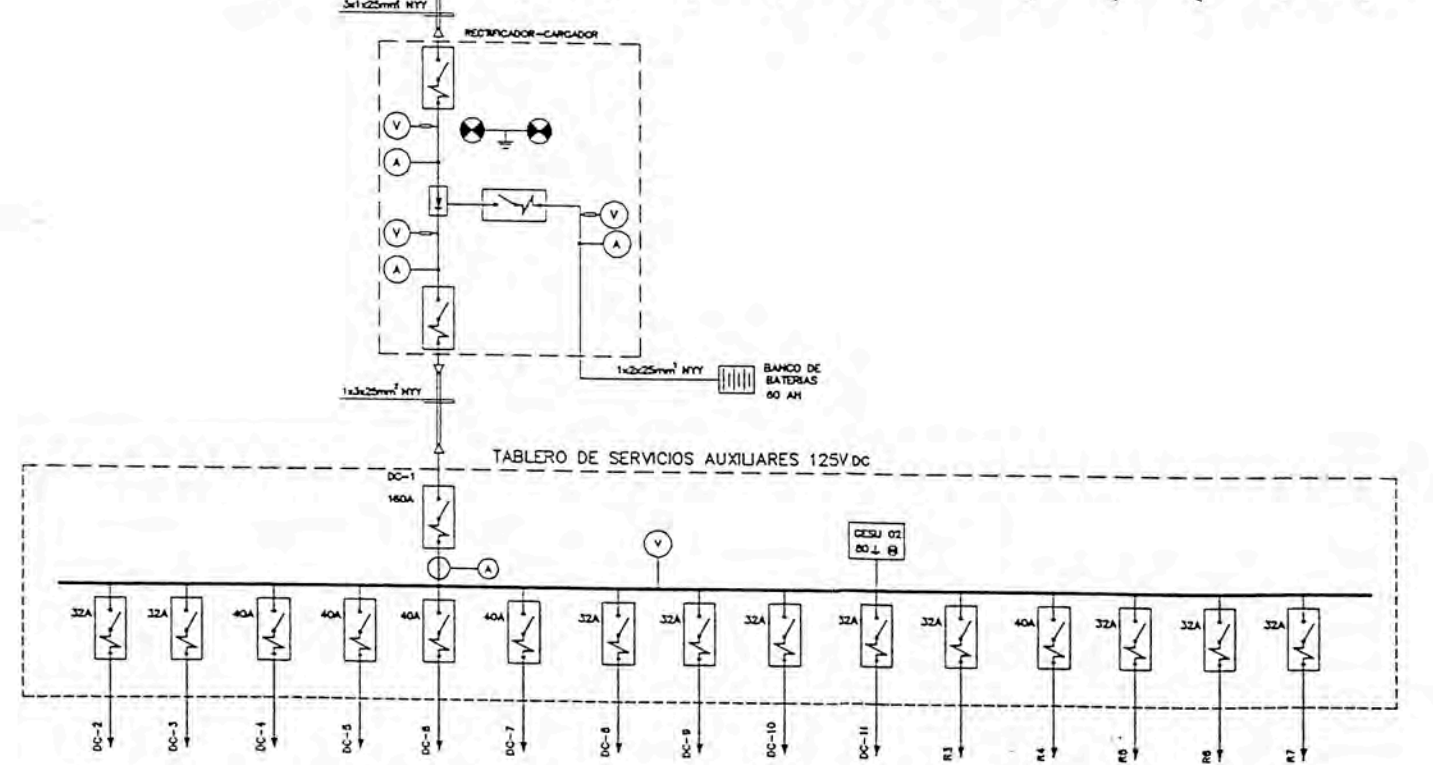 3x1x25mm² NYY
RECTIFICADOR-CARGADOR
V
A
V
A
V
A
1x2x25mm² NYY
BANCO DE
BATERIAS
60 AH
1x3x25mm² NYY
TABLERO DE SERVICIOS AUXILIARES 125V.DC
DC-1
160A
A
V
CESU 02
32A
32A
40A
40A
40A
40A
32A
32A
32A
32A
32A
40A
32A
32A
32A
DC-2
DC-3
DC-4
DC-5
DC-6
DC-7
DC-8
DC-9
DC-10
DC-11
R3
R4
R5
R6
R7